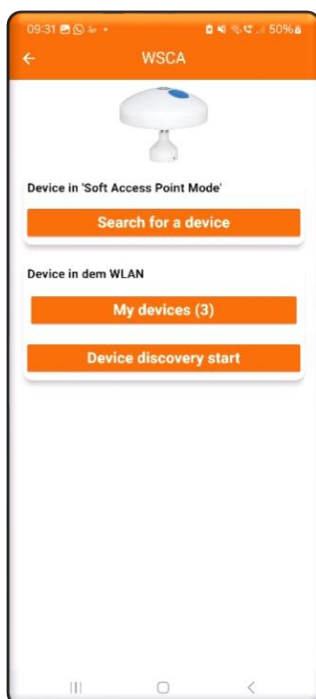 09:31
50%
WSCA
Device in 'Soft Access Point Mode'
Search for a device
Device in dem WLAN
My devices (3)
Device discovery start